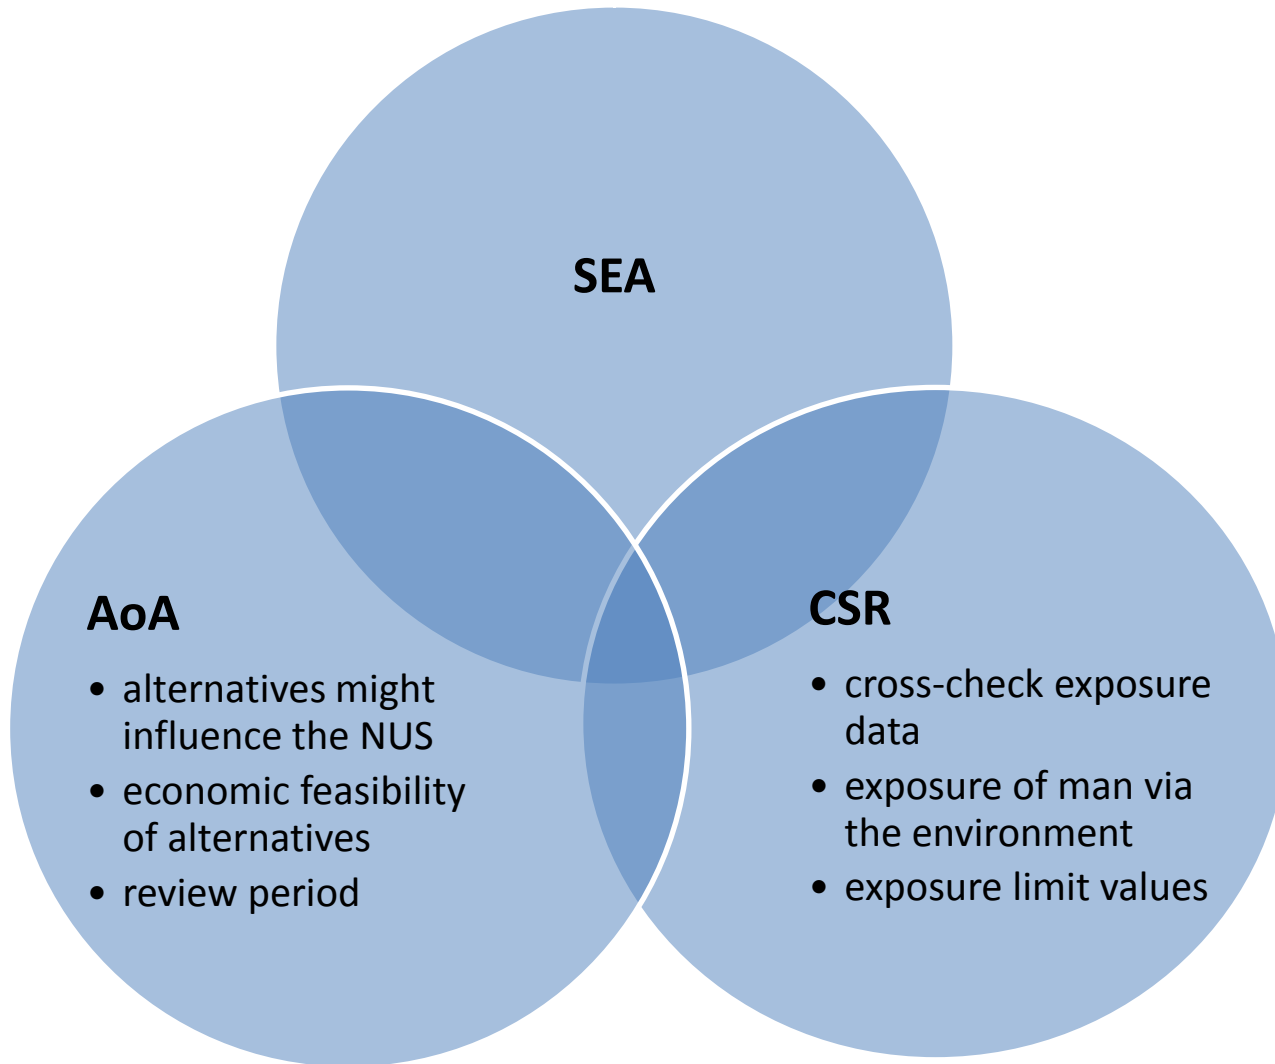 SEA
AoA
• alternatives might
influence the NUS
• economic feasibility
of alternatives
• review period
CSR
• cross-check exposure
data
• exposure of man via
the environment
• exposure limit values